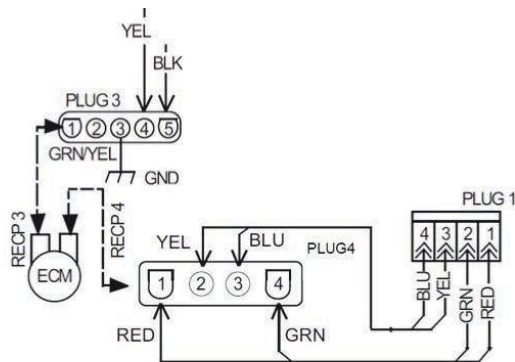 YEL
BLK
PLUG 3
1 2 3 4 5
GRN/YEL
GND
RECP 3
RECP 4
ECM
PLUG 1
4 3 2 1
BLU
YEL
GRN
RED
YEL
BLU
PLUG4
1 2 3 4
RED
GRN